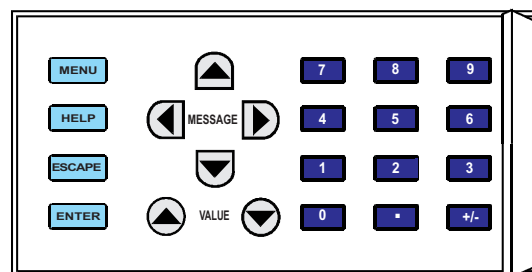 MENU 7 8 9
HELP MESSAGE 4 5 6
ESCAPE 1 2 3
ENTER VALUE 0 . +/-